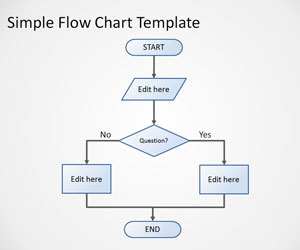 Simple Flow Chart Template
START
Edit here
Question?
No
Yes
Edit here
Edit here
END